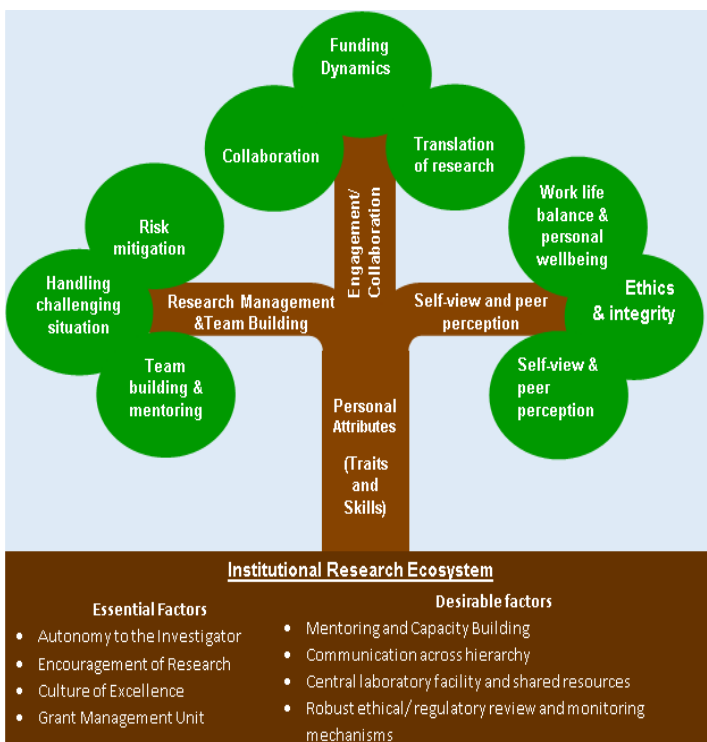 Funding
Dynamics
Collaboration
Translation
of research
Engagement/
Collaboration
Risk
mitigation
Handling
challenging
situation
Team
building &
mentoring
Research Management
&Team Building
Self-view and peer
perception
Work life
balance &
personal
wellbeing
Ethics
& integrity
Self-view &
peer
perception
Personal
Attributes
(Traits
and
Skills)
Institutional Research Ecosystem
Essential Factors
• Autonomy to the Investigator
• Encouragement of Research
• Culture of Excellence
• Grant Management Unit
Desirable factors
• Mentoring and Capacity Building
• Communication across hierarchy
• Central laboratory facility and shared resources
• Robust ethical/ regulatory review and monitoring
mechanisms